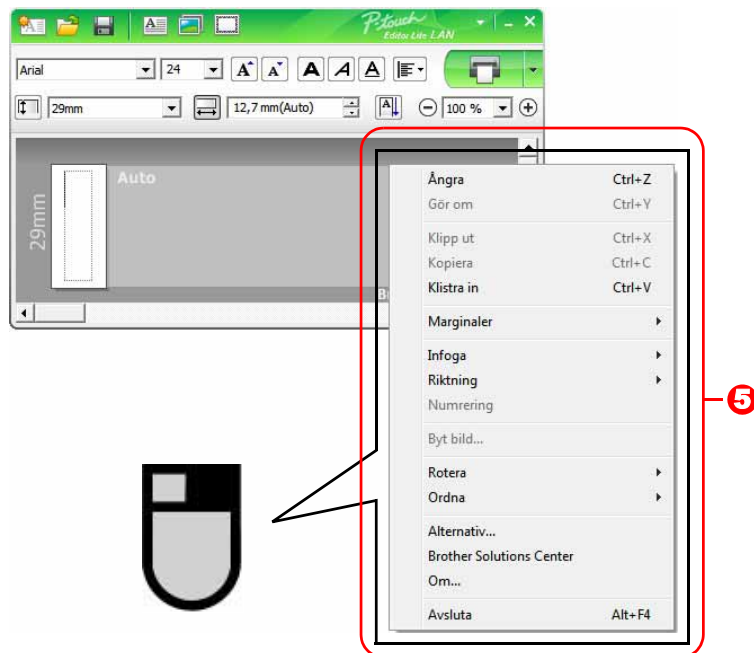 P-touch
Editor Lite LAN
Arial 24 A A A A A
29mm 12,7 mm(Auto) A 100 %
Auto
29mm
Ångra Ctrl+Z
Gör om Ctrl+Y
Klipp ut Ctrl+X
Kopiera Ctrl+C
Klistra in Ctrl+V
Marginaler
Infoga
Riktning
Numrering
Byt bild...
Rotera
Ordna
Alternativ...
Brother Solutions Center
Om...
Avsluta Alt+F4
5